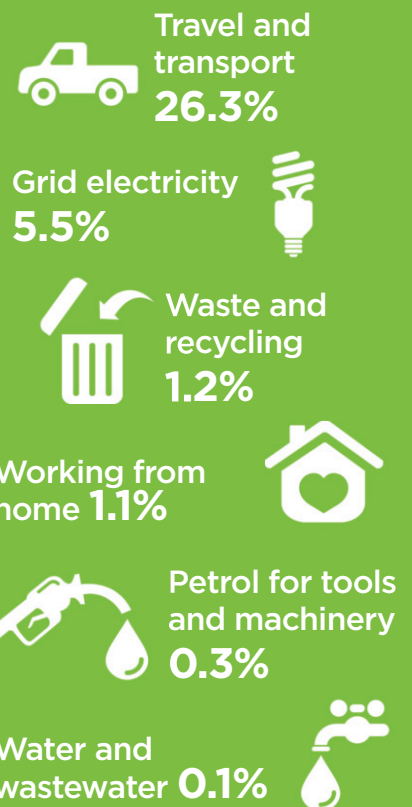 Travel and
transport
26.3%
Grid electricity
5.5%
Waste and
recycling
1.2%
Working from
home 1.1%
Petrol for tools
and machinery
0.3%
Water and
wastewater 0.1%